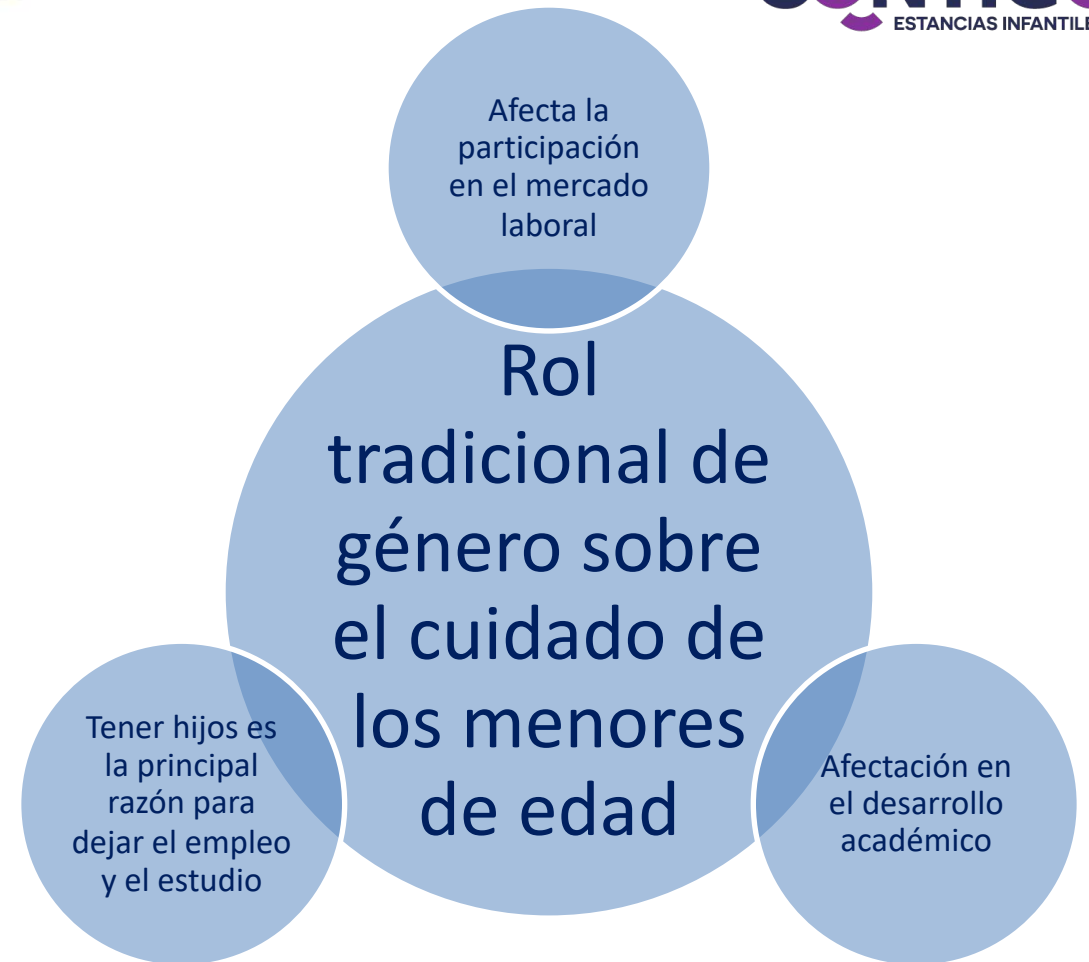 ESTANCIAS INFANTILE
Afecta la
participación
en el mercado
laboral
Rol
tradicional de
género sobre
el cuidado de
los menores
de edad
Tener hijos es
la principal
razón para
dejar el empleo
y el estudio
Afectación en
el desarrollo
académico